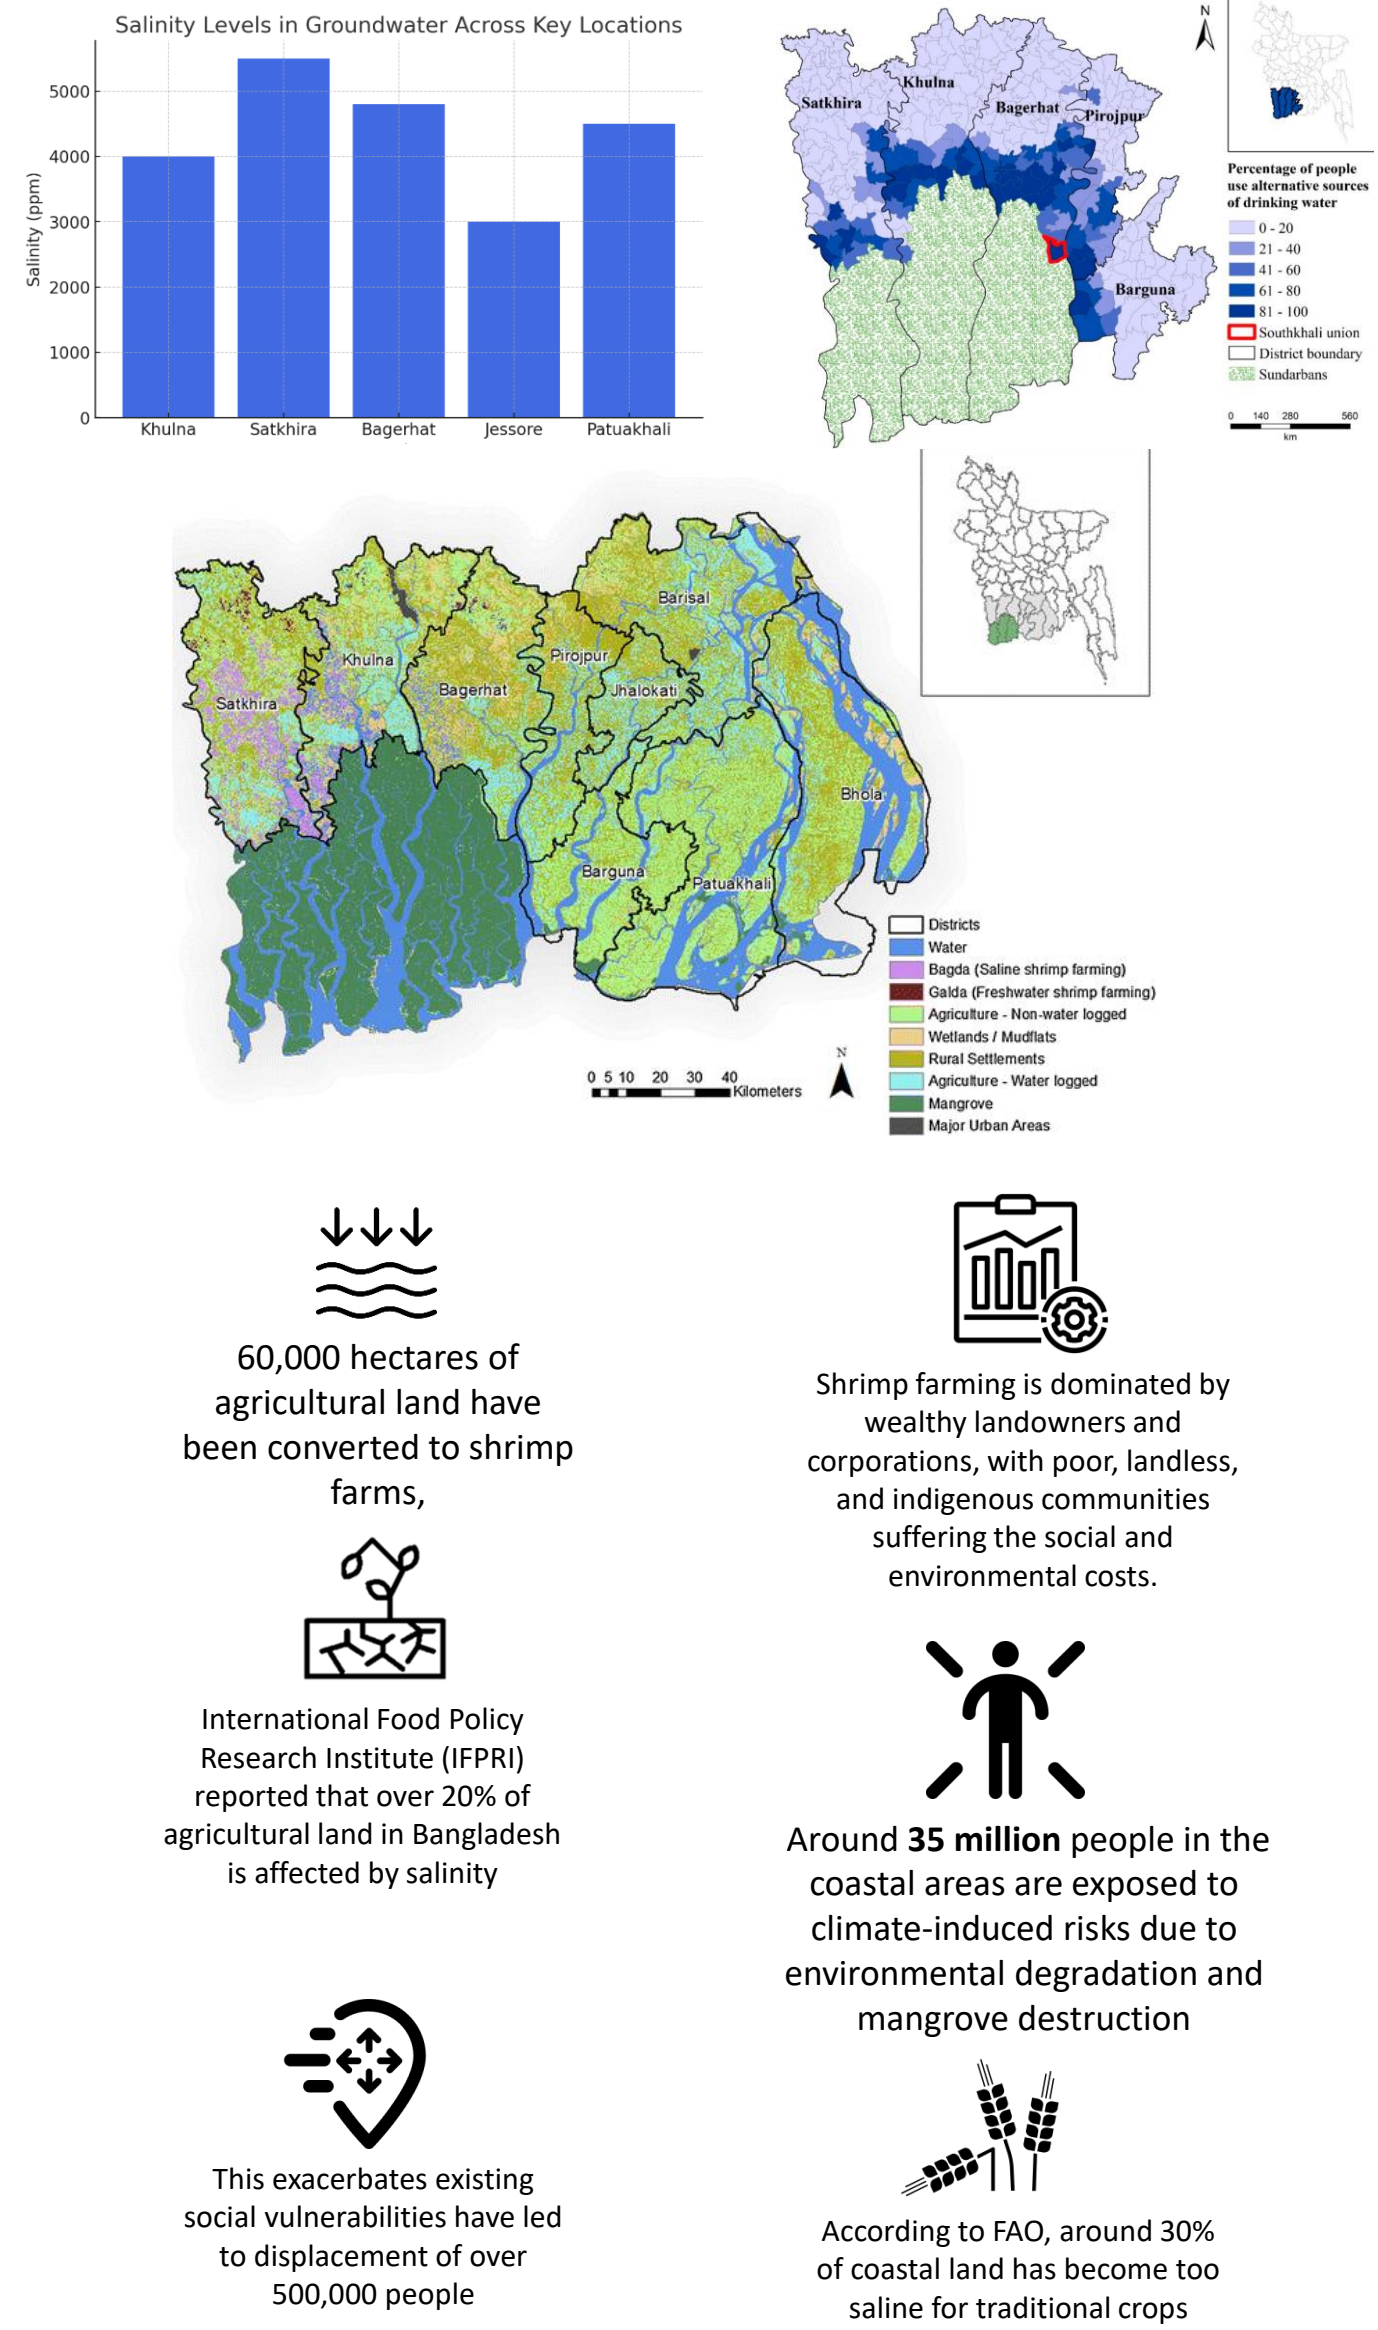 Salinity Levels in Groundwater Across Key Locations
Salinity (ppm)
5000
4000
3000
2000
1000
0
Khulna
Satkhira
Bagerhat
Jessore
Patuakhali
N
Satkhira
Khulna
Bagerhat
Pirojpur
Barguna
Percentage of people
use alternative sources
of drinking water
0 - 20
21 - 40
41 - 60
61 - 80
81 - 100
Southkhali union
District boundary
Sundarbans
0 140 280 560
km
Satkhira
Khulna
Bagerhat
Pirojpur
Barisal
Jhalokati
Bhola
Barguna
Patuakhali
Districts
Water
Bagda (Saline shrimp farming)
Galda (Freshwater shrimp farming)
Agriculture - Non-water logged
Wetlands / Mudflats
Rural Settlements
Agriculture - Water logged
Mangrove
Major Urban Areas
0 5 10 20 30 40
Kilometers
N
60,000 hectares of
agricultural land have
been converted to shrimp
farms,
Shrimp farming is dominated by
wealthy landowners and
corporations, with poor, landless,
and indigenous communities
suffering the social and
environmental costs.
International Food Policy
Research Institute (IFPRI)
reported that over 20% of
agricultural land in Bangladesh
is affected by salinity
Around 35 million people in the
coastal areas are exposed to
climate-induced risks due to
environmental degradation and
mangrove destruction
This exacerbates existing
social vulnerabilities have led
to displacement of over
500,000 people
According to FAO, around 30%
of coastal land has become too
saline for traditional crops